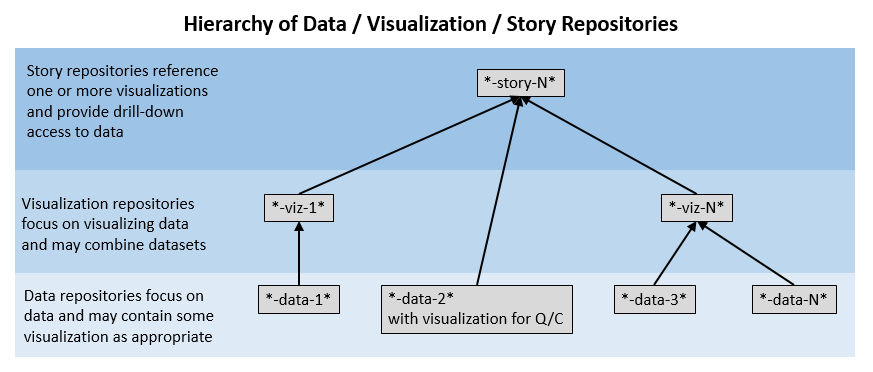 Hierarchy of Data / Visualization / Story Repositories
Story repositories reference
one or more visualizations
and provide drill-down
access to data
*-story-N*
Visualization repositories
focus on visualizing data
and may combine datasets
*-viz-1*
*-viz-N*
Data repositories focus on
data and may contain some
visualization as appropriate
*-data-1*
*-data-2*
with visualization for Q/C
*-data-3*
*-data-N*